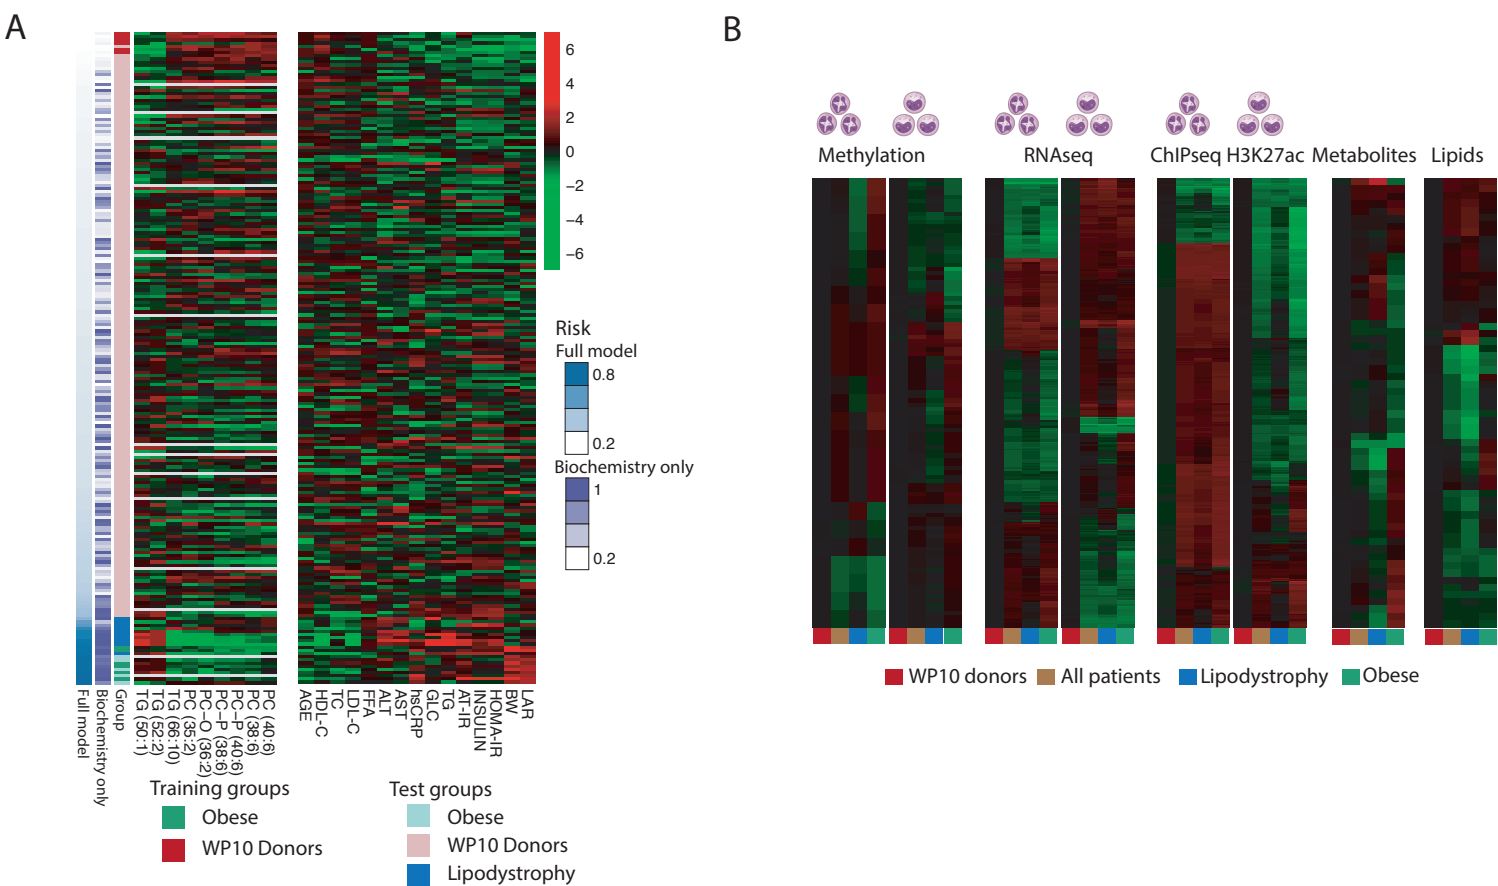 A
B
6
4
2
0
−2
−4
−6
Risk
Full model
0.8
0.2
Biochemistry only
1
0.2
Full model
Biochemistry only
Group
TG (50:1)
TG (52:2)
TG (66:10)
PC (35:2)
PC−O (36:2)
PC−P (38:6)
PC−P (40:6)
PC (38:6)
PC (40:6)
AGE
HDL-C
TC
LDL-C
FFA
ALT
AST
hsCRP
GLC
TG
AT-IR
INSULIN
HOMA-IR
BW
LAR
Training groups
Obese
WP10 Donors
Test groups
Obese
WP10 Donors
Lipodystrophy
Methylation
RNAseq
ChIPseq H3K27ac
Metabolites
Lipids
WP10 donors
All patients
Lipodystrophy
Obese